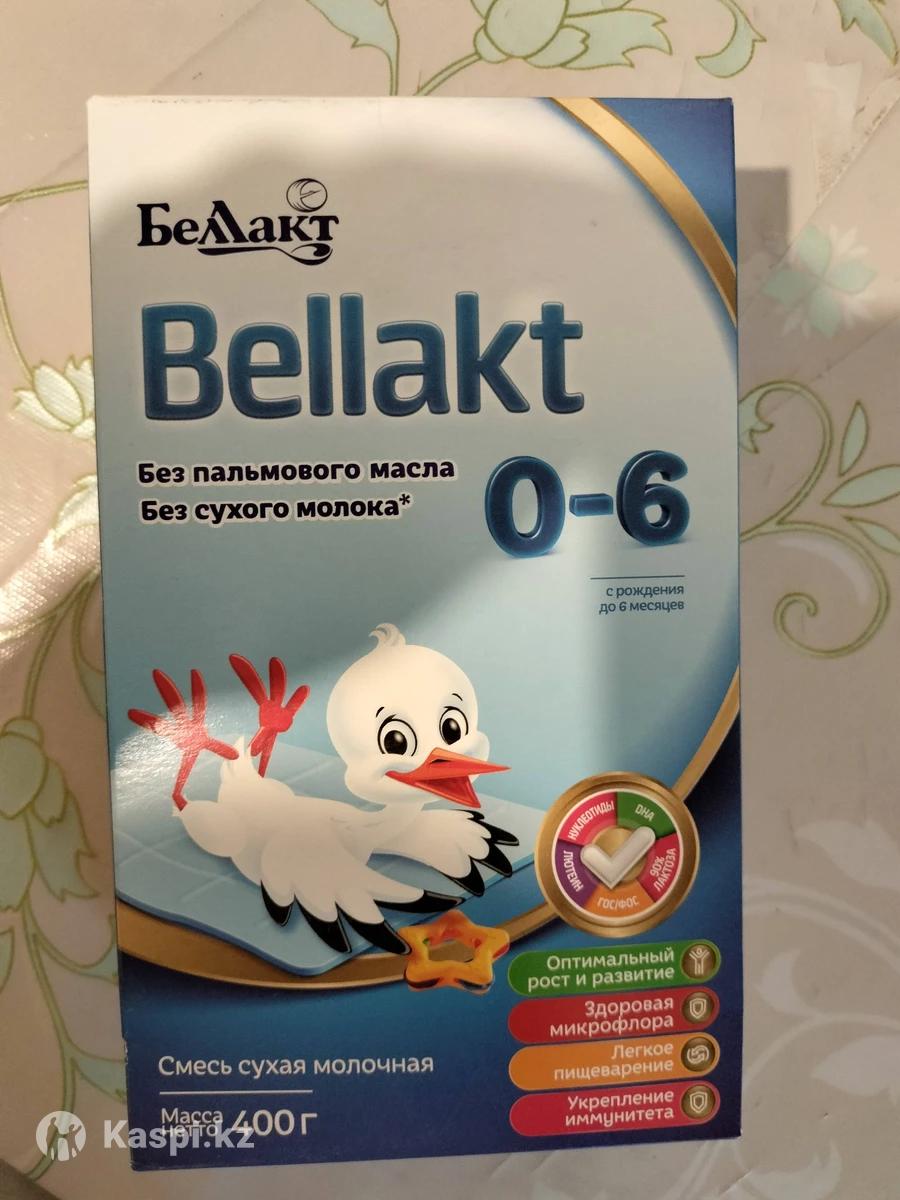 Беллакт
Bellakt
Без пальмового масла
Без сухого молока*
0-6
с рождения
до 6 месяцев
НУКЛЕОТИДЫ
DHA
90%
ЛАКТОЗА
ГОС/ФОС
ЛЮТЕИН
Оптимальный
рост и развитие
Здоровая
микрофлора
Легкое
пищеварение
Укрепление
иммунитета
Смесь сухая молочная
Масса
нетто 400 г
Kaspi.kz